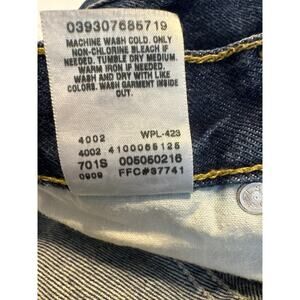 039307685719
MACHINE WASH COLD. ONLY
NON-CHLORINE BLEACH IF
NEEDED. TUMBLE DRY MEDIUM.
WARM IRON IF NEEDED.
WASH AND DRY WITH LIKE
COLORS. WASH GARMENT INSIDE
OUT.
4002 WPL-423
4002 4100065125
701S 005050216
0909 FFC#37741